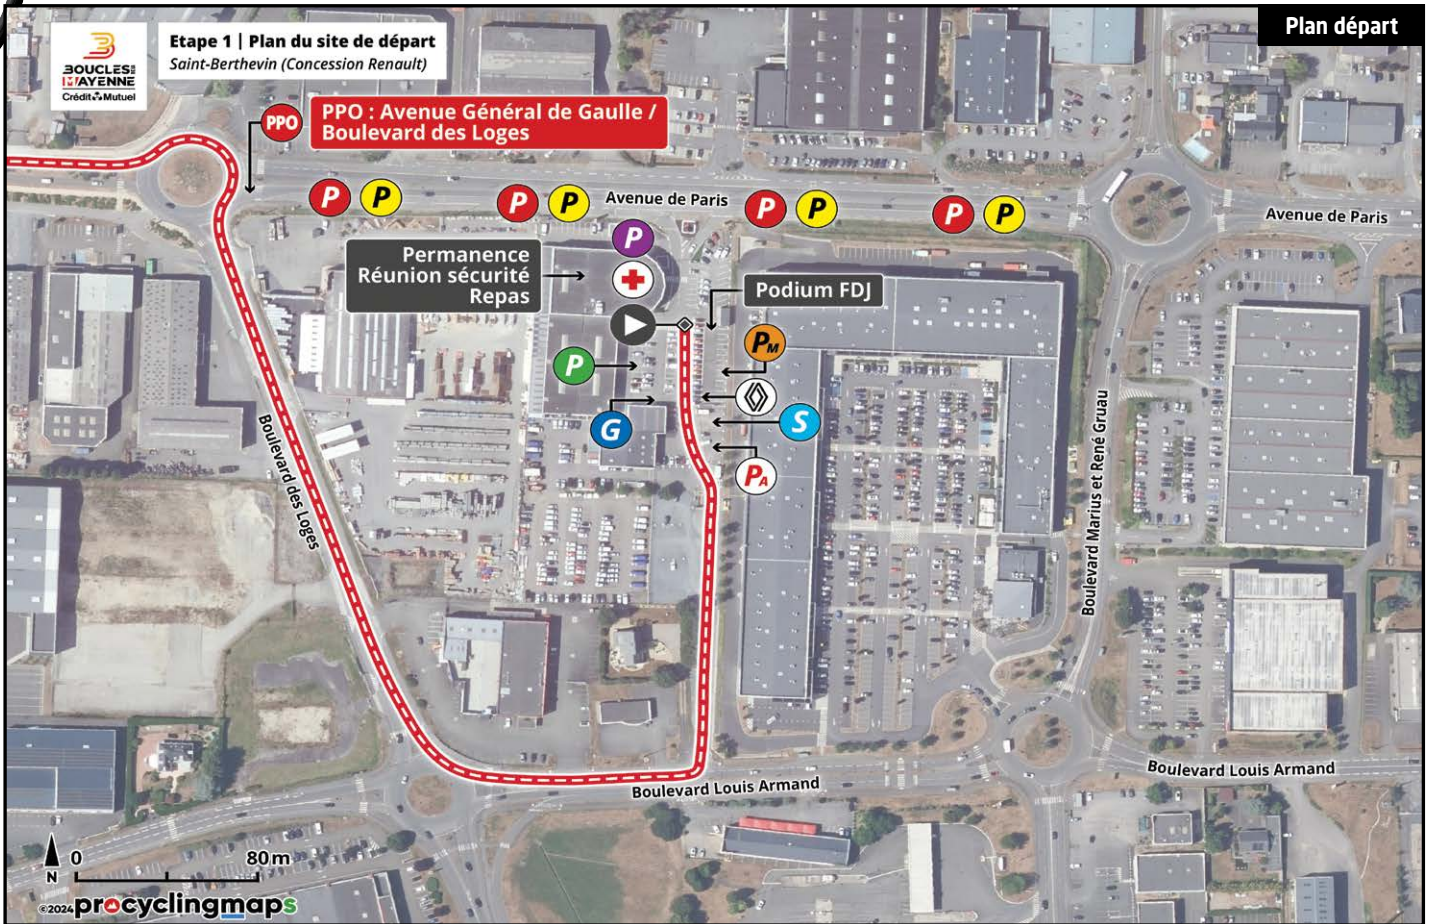 Plan départ
BOUCLES DE LA
MAYENNE
Crédit Mutuel
Etape 1 | Plan du site de départ
Saint-Berthevin (Concession Renault)
PPO
PPO : Avenue Général de Gaulle /
Boulevard des Loges
P P P P Avenue de Paris P P P P
Avenue de Paris
P
Permanence
Réunion sécurité
Repas
Podium FDJ
PM
P
G
S
PA
Boulevard des Loges
Boulevard Marius et René Gruau
Boulevard Louis Armand
Boulevard Louis Armand
0 80m
N
©2024 procyclingmaps